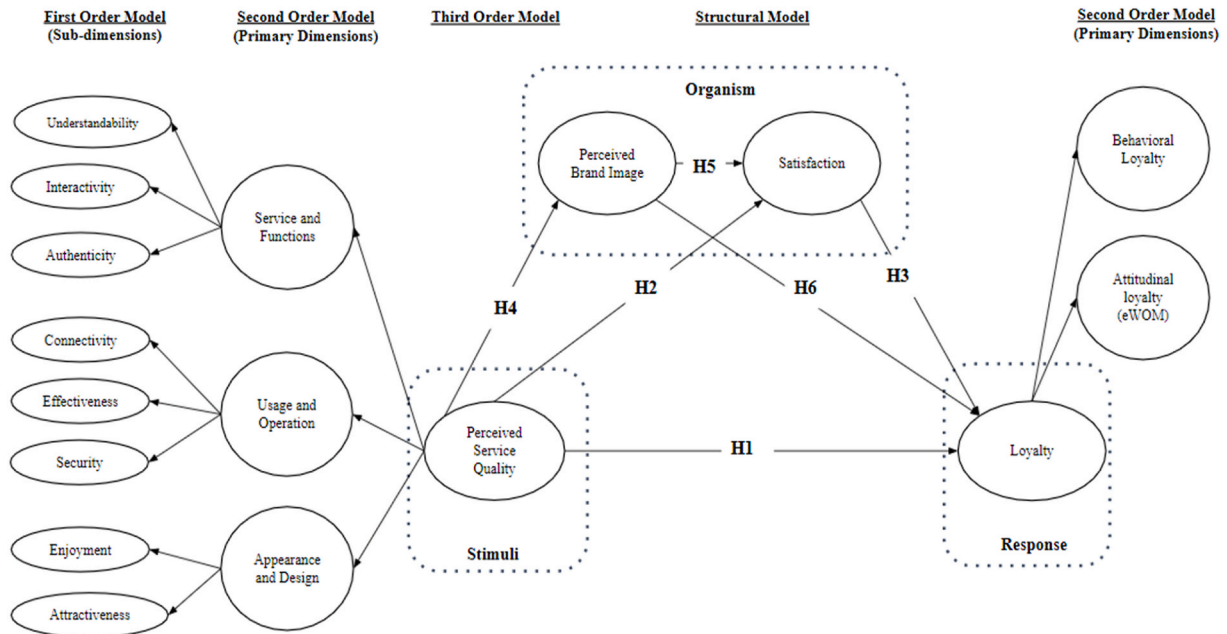 First Order Model
(Sub-dimensions)
Second Order Model
(Primary Dimensions)
Third Order Model
Structural Model
Second Order Model
(Primary Dimensions)
Understandability
Interactivity
Authenticity
Connectivity
Effectiveness
Security
Enjoyment
Attractiveness
Service and
Functions
Usage and
Operation
Appearance
and Design
Perceived
Service
Quality
Stimuli
Organism
Perceived
Brand Image
H5
Satisfaction
H4
H2
H6
H3
H1
Loyalty
Response
Behavioral
Loyalty
Attitudinal
loyalty
(eWOM)